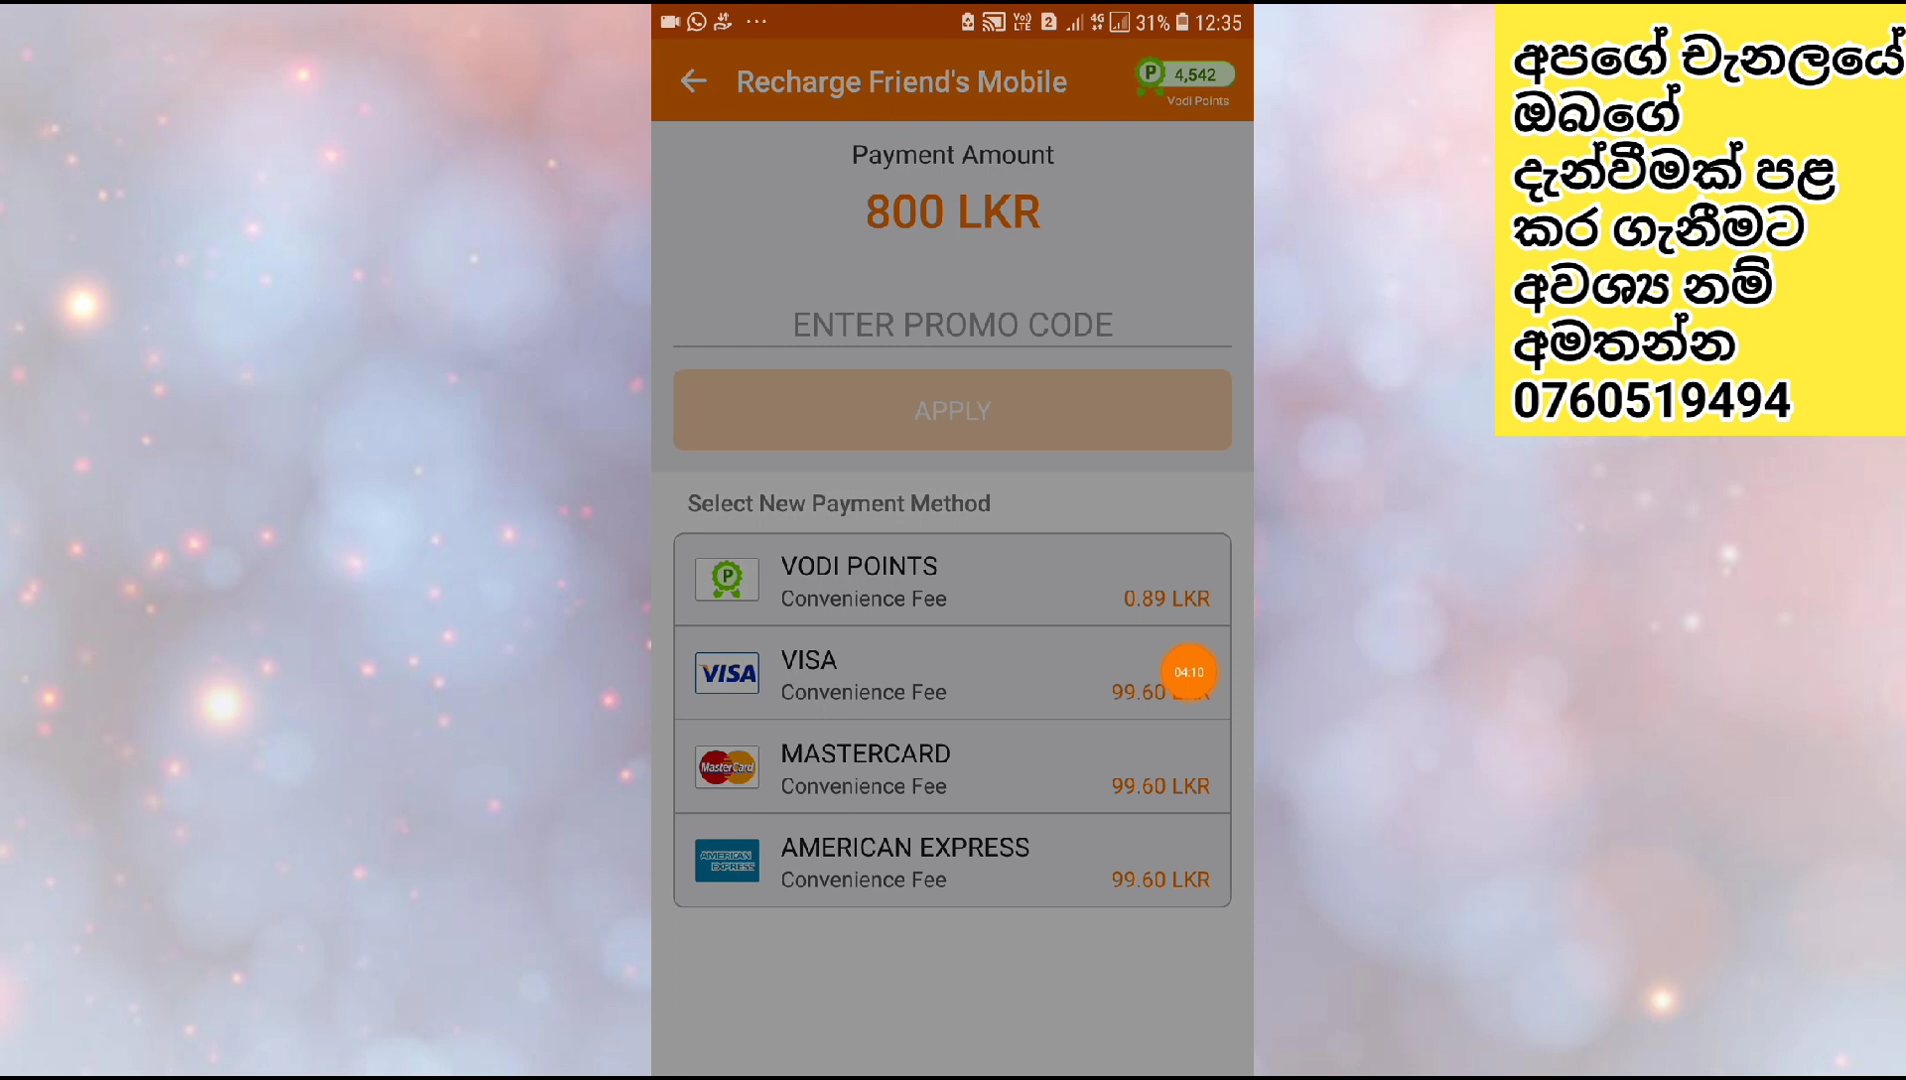 31% 12:35
Recharge Friend's Mobile
P 4,542
Vodi Points
Payment Amount
800 LKR
ENTER PROMO CODE
APPLY
Select New Payment Method
P VODI POINTS
Convenience Fee 0.89 LKR
VISA VISA
Convenience Fee 99.60
04:10
MasterCard MASTERCARD
Convenience Fee 99.60 LKR
AMERICAN EXPRESS AMERICAN EXPRESS
Convenience Fee 99.60 LKR
අපගේ චැනලයේ
ඔබගේ
දැන්වීමක් පළ
කර ගැනීමට
අවශ්‍ය නම්
අමතන්න
0760519494